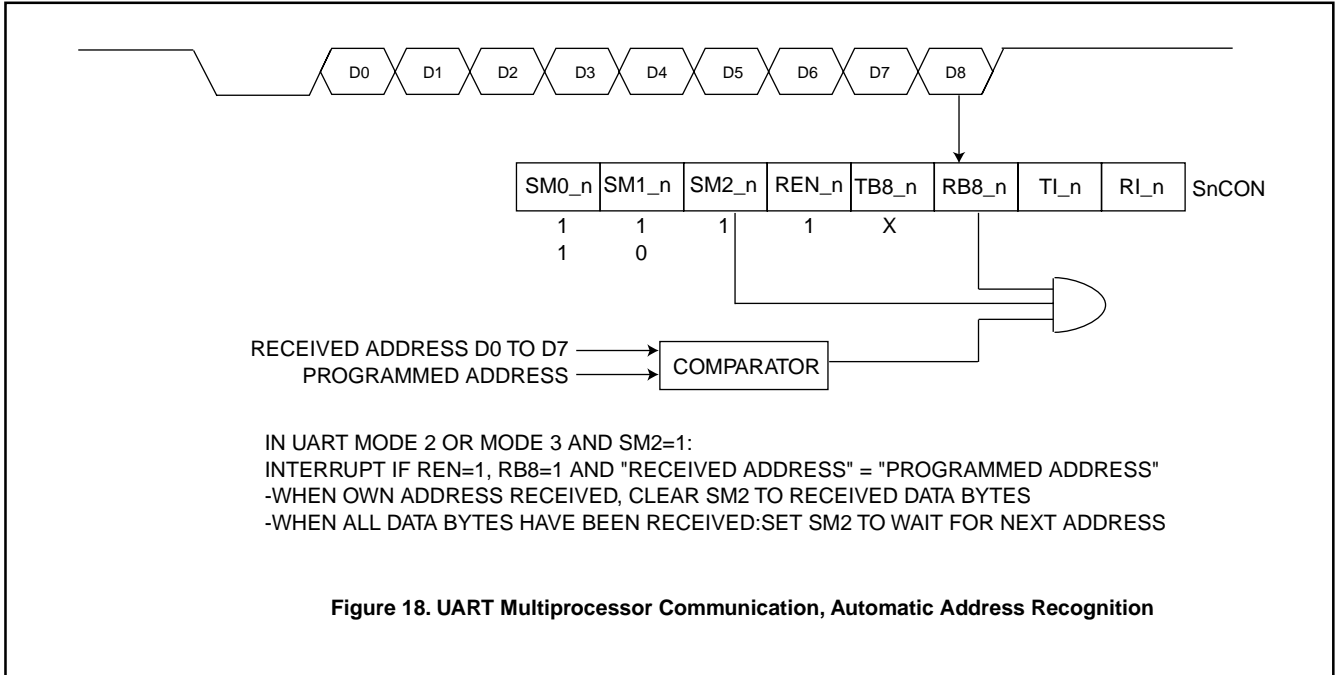 D0 D1 D2 D3 D4 D5 D6 D7 D8
SM0_n SM1_n SM2_n REN_n TB8_n RB8_n TI_n RI_n SnCON
1 1 1 1 X
1 0
RECEIVED ADDRESS D0 TO D7
PROGRAMMED ADDRESS
COMPARATOR
IN UART MODE 2 OR MODE 3 AND SM2=1:
INTERRUPT IF REN=1, RB8=1 AND "RECEIVED ADDRESS" = "PROGRAMMED ADDRESS"
-WHEN OWN ADDRESS RECEIVED, CLEAR SM2 TO RECEIVED DATA BYTES
-WHEN ALL DATA BYTES HAVE BEEN RECEIVED:SET SM2 TO WAIT FOR NEXT ADDRESS
Figure 18. UART Multiprocessor Communication, Automatic Address Recognition